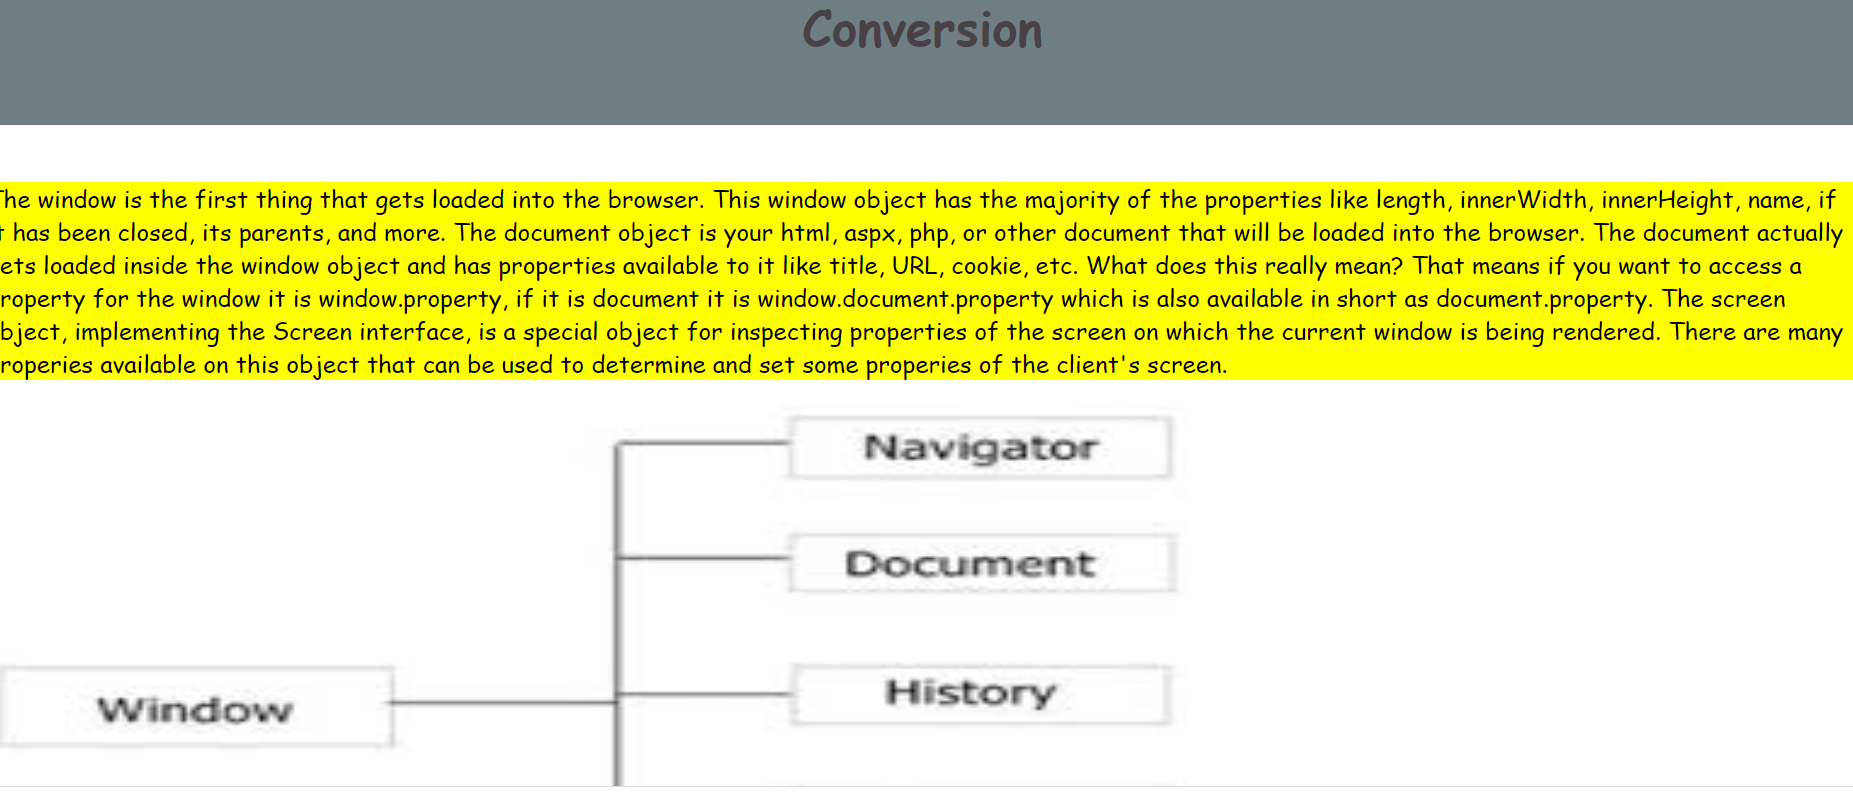 Conversion
The window is the first thing that gets loaded into the browser. This window object has the majority of the properties like length, innerWidth, innerHeight, name, if
t has been closed, its parents, and more. The document object is your html, aspx, php, or other document that will be loaded into the browser. The document actually
ets loaded inside the window object and has properties available to it like title, URL, cookie, etc. What does this really mean? That means if you want to access a
roperty for the window it is window.property, if it is document it is window.document.property which is also available in short as document.property. The screen
bject, implementing the Screen interface, is a special object for inspecting properties of the screen on which the current window is being rendered. There are many
roperies available on this object that can be used to determine and set some properies of the client's screen.
Navigator
Document
History
Window